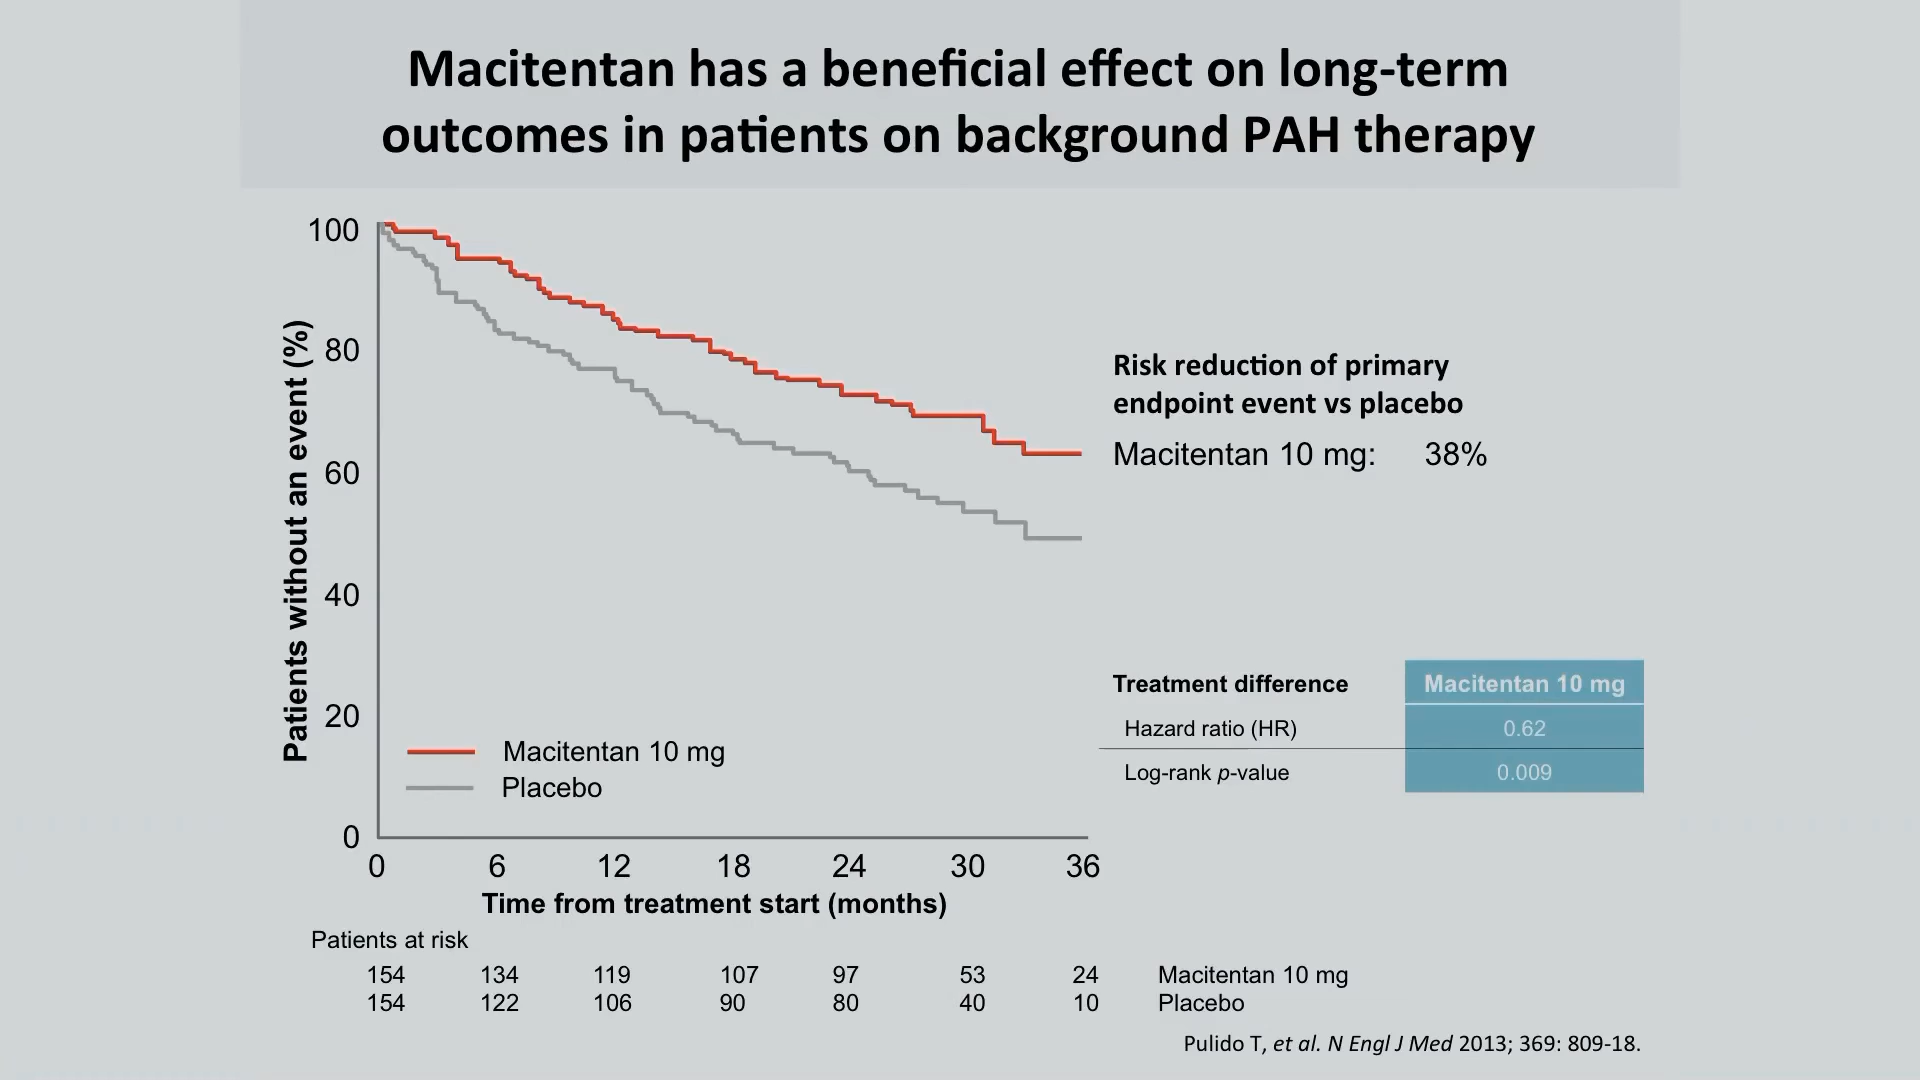 Macitentan has a beneficial effect on long-term
outcomes in patients on background PAH therapy
Patients without an event (%)
100
80
60
40
20
0
Macitentan 10 mg
Placebo
0 6 12 18 24 30 36
Time from treatment start (months)
Risk reduction of primary
endpoint event vs placebo
Macitentan 10 mg: 38%
Treatment difference Macitentan 10 mg
Hazard ratio (HR) 0.62
Log-rank p-value 0.009
Patients at risk
154 134 119 107 97 53 24 Macitentan 10 mg
154 122 106 90 80 40 10 Placebo
Pulido T, et al. N Engl J Med 2013; 369: 809-18.